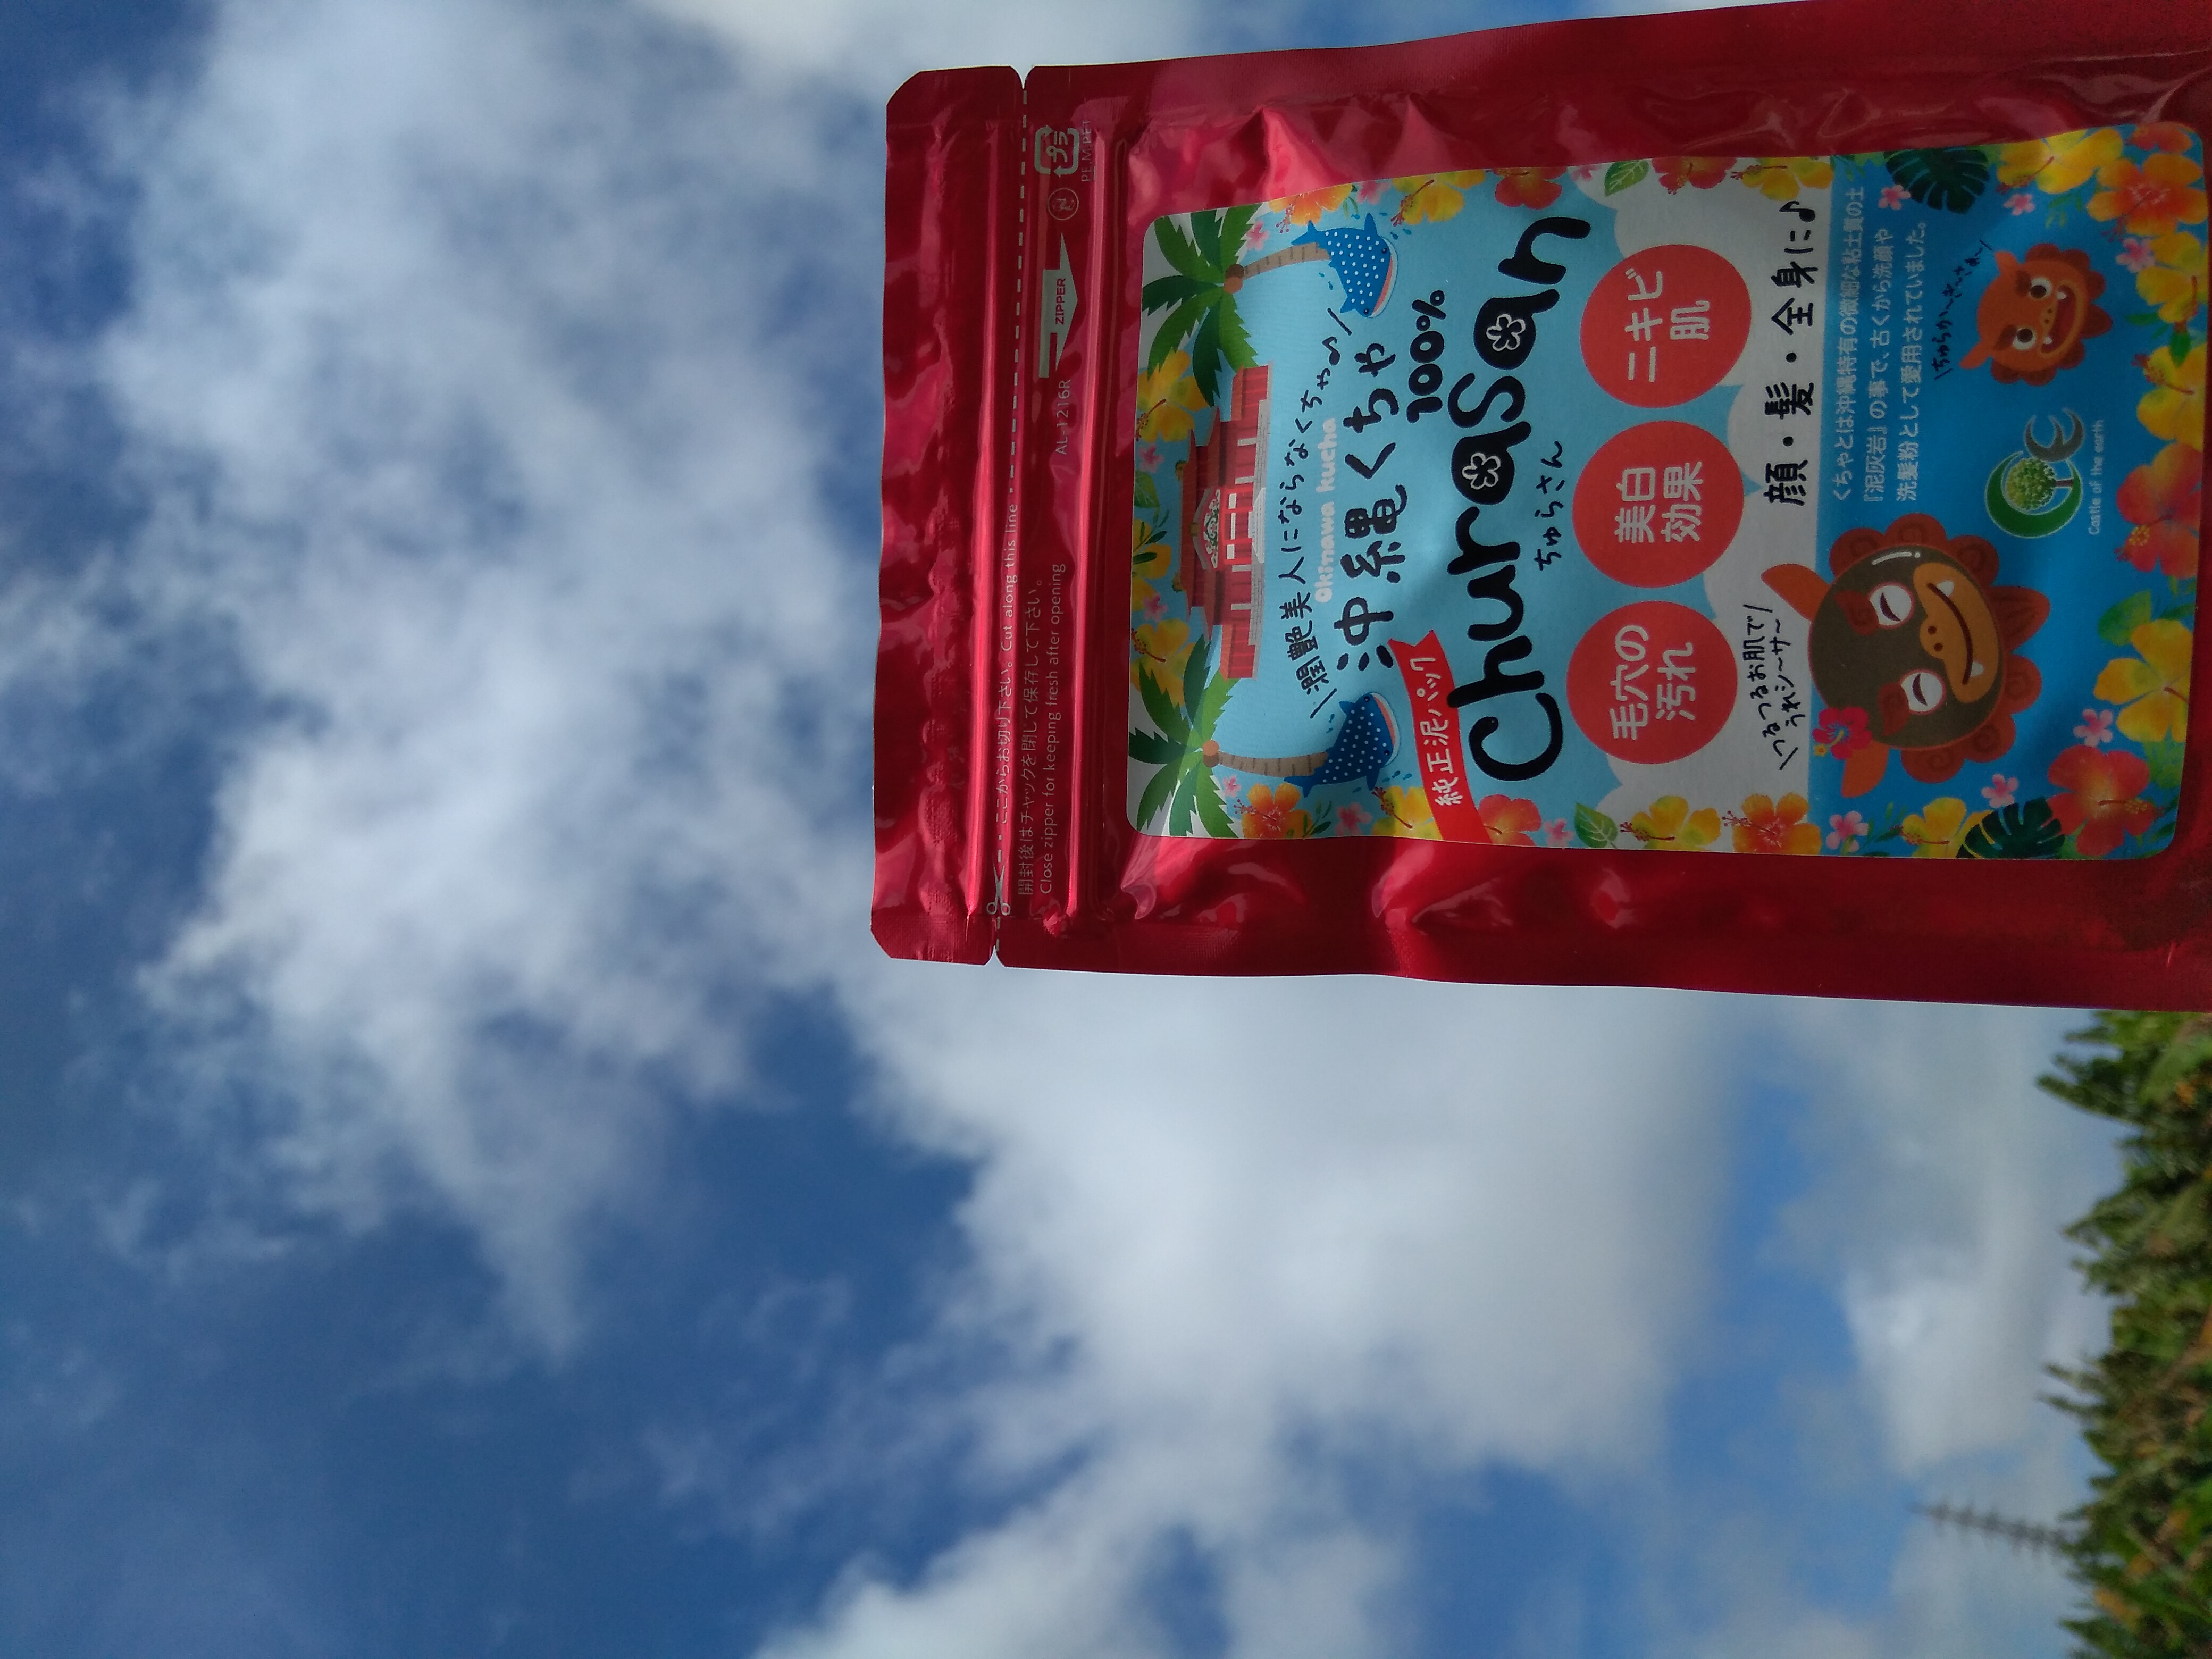 ここからお切り下さい。Cut along this line
開封後はチャックを閉じて保存して下さい。
Close zipper for keeping fresh after opening
AL-1216R
ZIPPER
プラ
\潤艶美人にならなくちゃ♪/
okinawa kucha
沖縄くちゃ
100%
純正泥パック
ChuraSan
ちゅらさん
毛穴の
汚れ
美白
効果
ニキビ
肌
顔・髪・全身に♪
\つるつるお肌で/
うれシ〜サ〜
くちゃとは沖縄特有の微細な粘土質の土
『泥灰岩』の事で、古くから洗顔や
洗髪粉として愛用されていました。
Castle of the earth